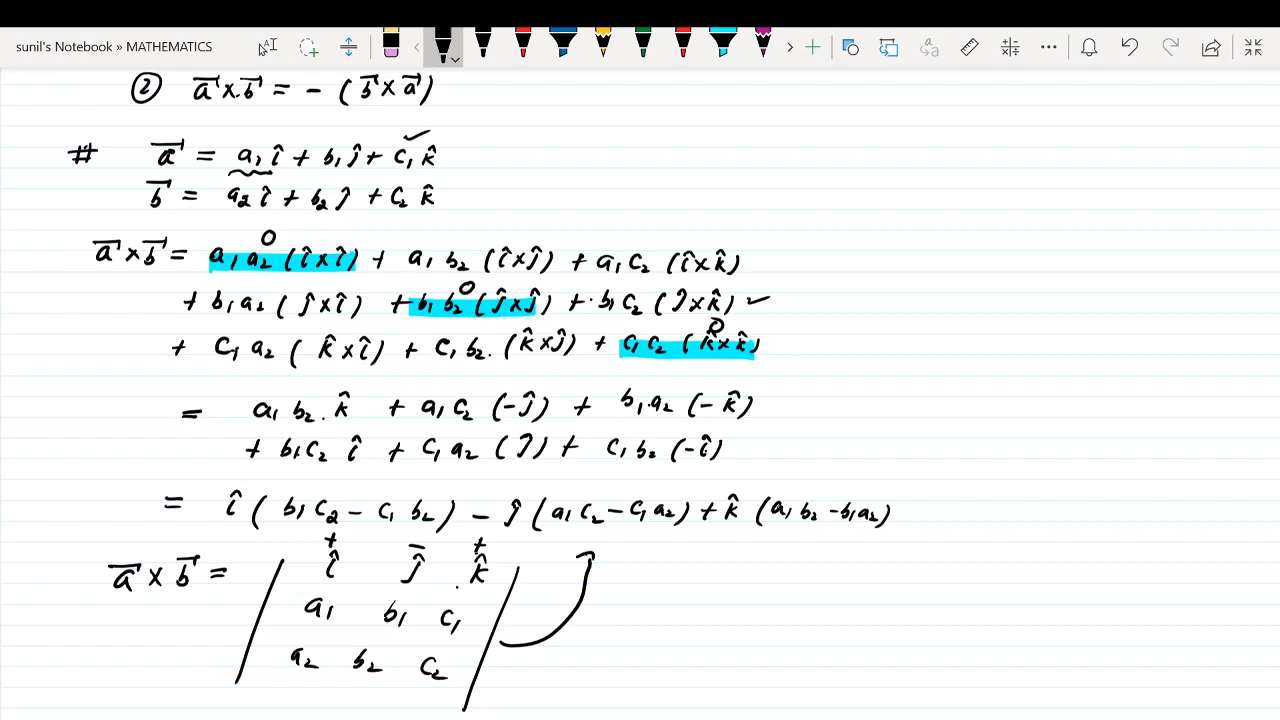 sunil's Notebook » MATHEMATICS
② a⃗ × b⃗ = - (b⃗ × a⃗)
# a⃗ = a₁ î + b₁ ĵ + c₁ k̂ ✓
b⃗ = a₂ î + b₂ ĵ + c₂ k̂
a⃗ × b⃗ = a₁ a₂ (î × î) 0 + a₁ b₂ (î × ĵ) + a₁ c₂ (î × k̂)
+ b₁ a₂ (ĵ × î) + b₁ b₂ (ĵ × ĵ) 0 + b₁ c₂ (ĵ × k̂) ✓
+ c₁ a₂ (k̂ × î) + c₁ b₂ . (k̂ × ĵ) + c₁ c₂ (k̂ × k̂) 0
= a₁ b₂ . k̂ + a₁ c₂ (-ĵ) + b₁ . a₂ (-k̂)
+ b₁ c₂ î + c₁ a₂ (ĵ) + c₁ b₂ (-î)
= î ( b₁ c₂ - c₁ b₂ ) - ĵ ( a₁ c₂ - c₁ a₂ ) + k̂ ( a₁ b₂ - b₁ a₂ )
+ - +
a⃗ × b⃗ = | î ĵ k̂ |
a₁ b₁ c₁
a₂ b₂ c₂